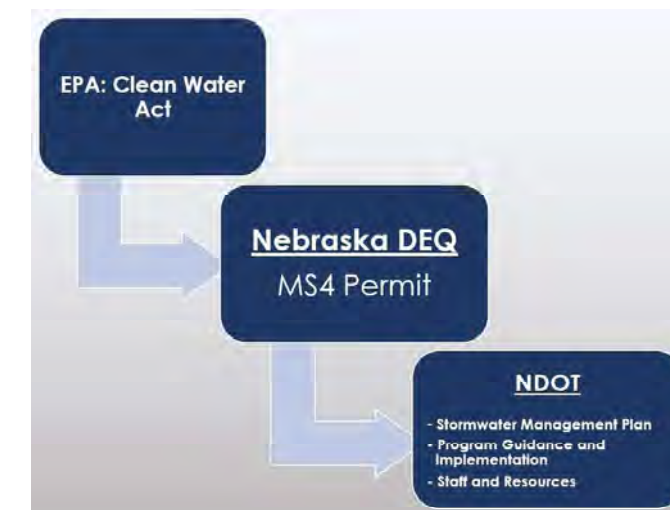 EPA: Clean Water
Act
Nebraska DEQ
MS4 Permit
NDOT
- Stormwater Management Plan
- Program Guidance and
Implementation
- Staff and Resources